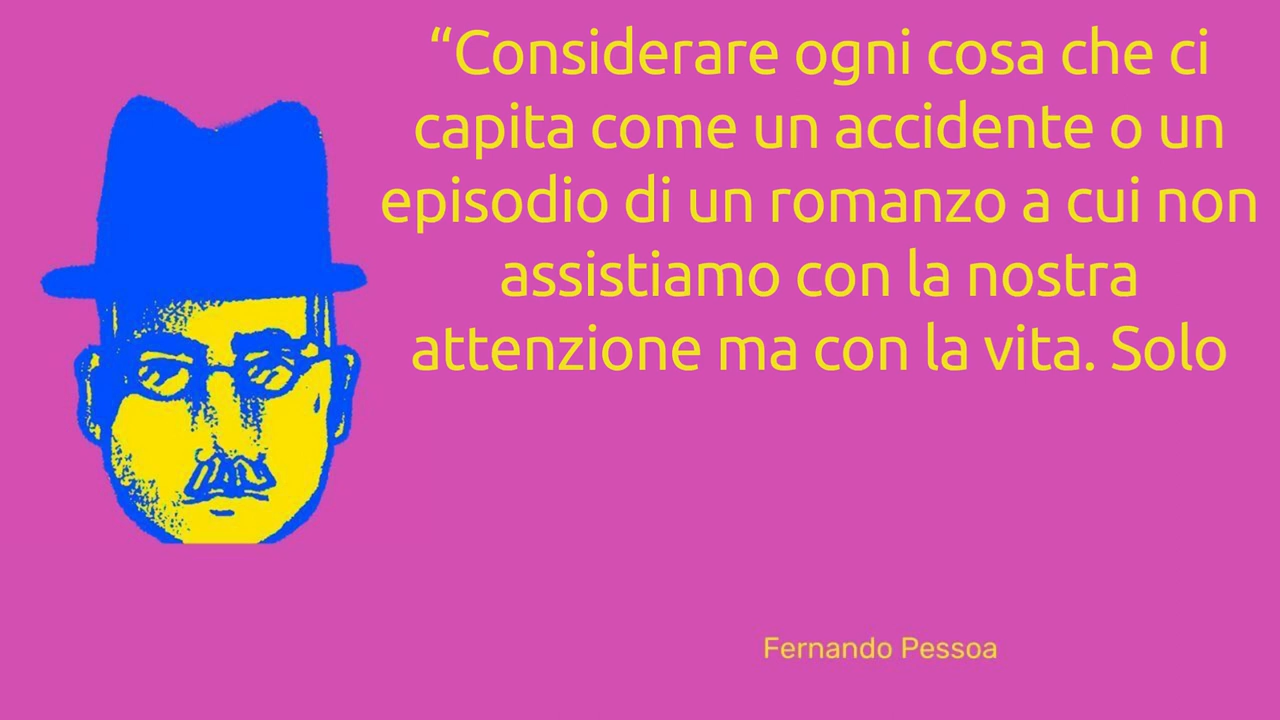 “Considerare ogni cosa che ci
capita come un accidente o un
episodio di un romanzo a cui non
assistiamo con la nostra
attenzione ma con la vita. Solo
Fernando Pessoa